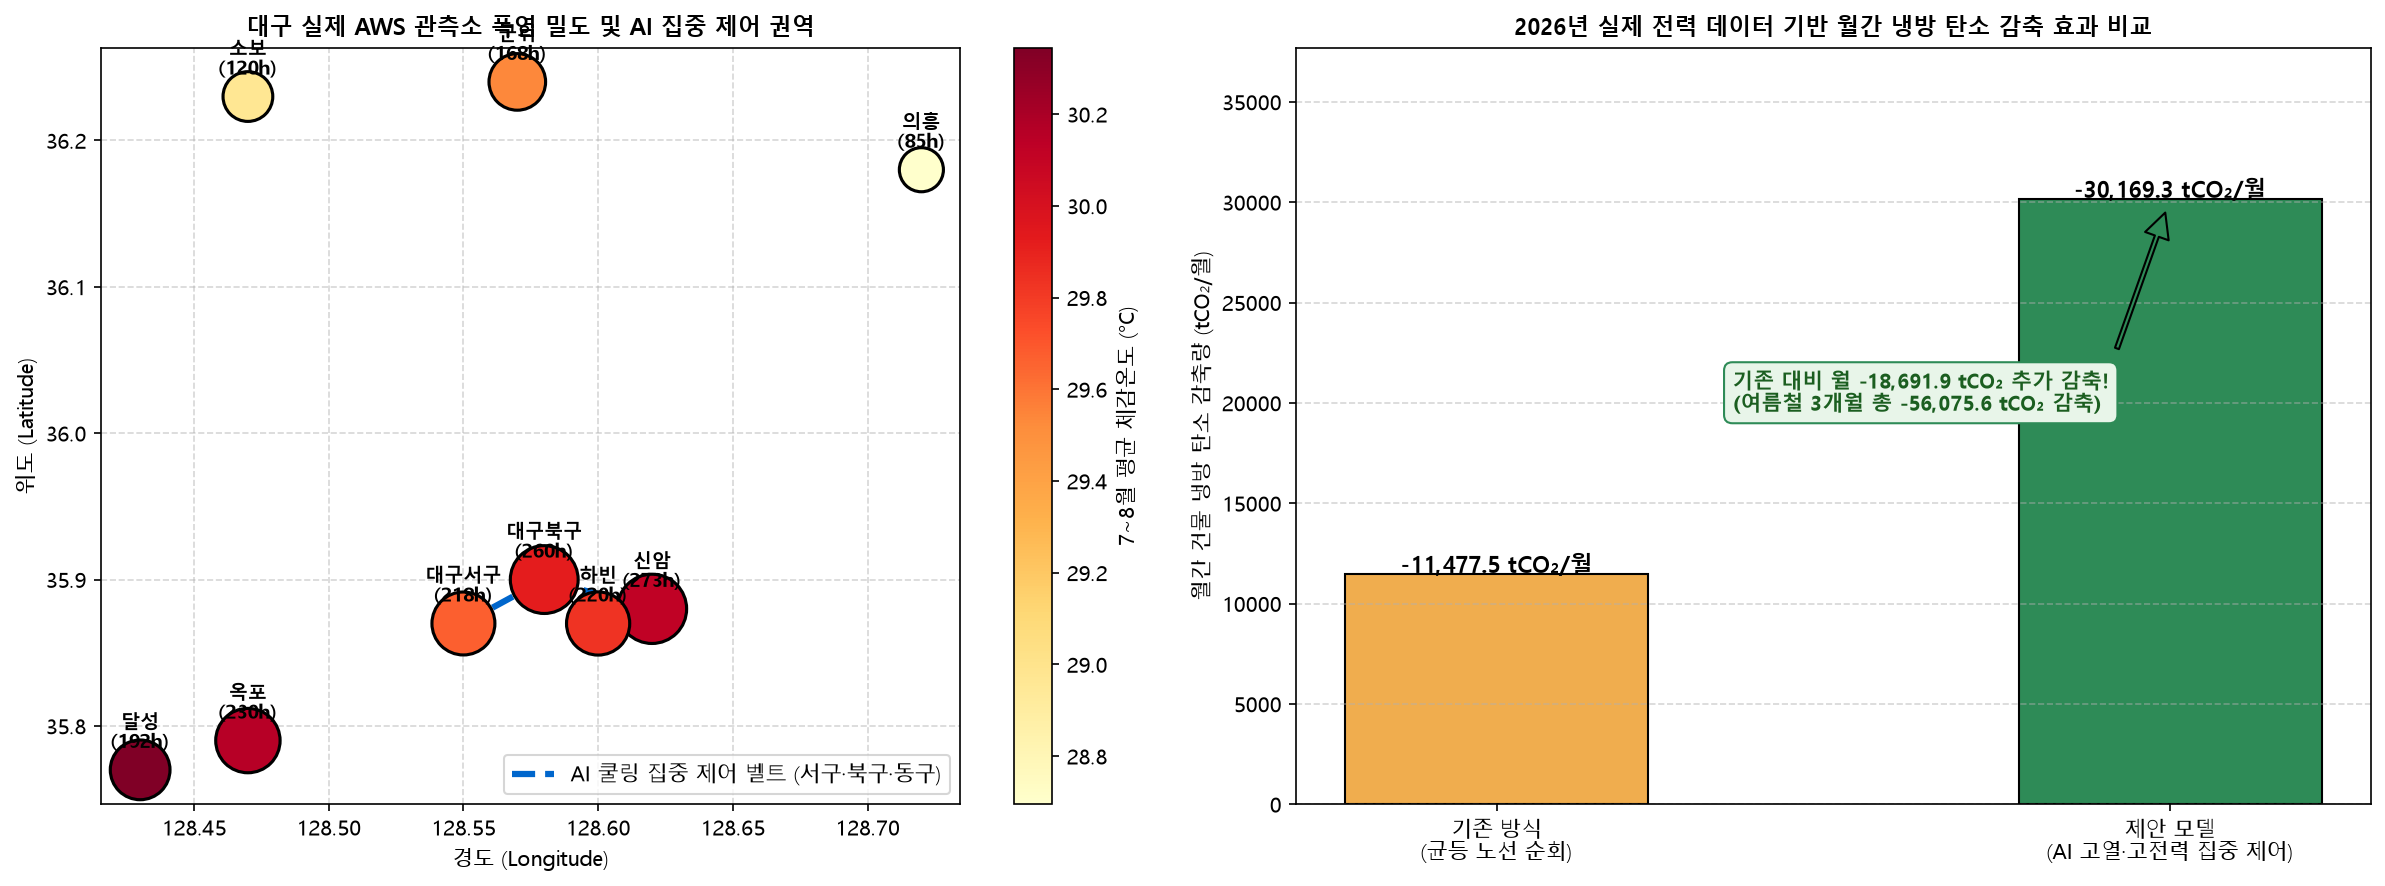 대구 실제 AWS 관측소 폭염 밀도 및 AI 집중 제어 권역
소보
(120h)
군위
(168h)
의흥
(85h)
대구북구
(260h)
대구서구
(218h)
하빈
(220h)
신암
(273h)
옥포
(230h)
달성
(192h)
AI 쿨링 집중 제어 벨트 (서구·북구·동구)
36.2
36.1
36.0
35.9
35.8
위도 (Latitude)
128.45
128.50
128.55
128.60
128.65
128.70
경도 (Longitude)
30.2
30.0
29.8
29.6
29.4
29.2
29.0
28.8
7~8월 평균 체감온도 (°C)
2026년 실제 전력 데이터 기반 월간 냉방 탄소 감축 효과 비교
35000
30000
25000
20000
15000
10000
5000
0
월간 건물 냉방 탄소 감축량 (tCO₂/월)
-11,477.5 tCO₂/월
-30,169.3 tCO₂/월
기존 대비 월 -18,691.9 tCO₂ 추가 감축!
(여름철 3개월 총 -56,075.6 tCO₂ 감축)
기존 방식
(균등 노선 순회)
제안 모델
(AI 고열·고전력 집중 제어)